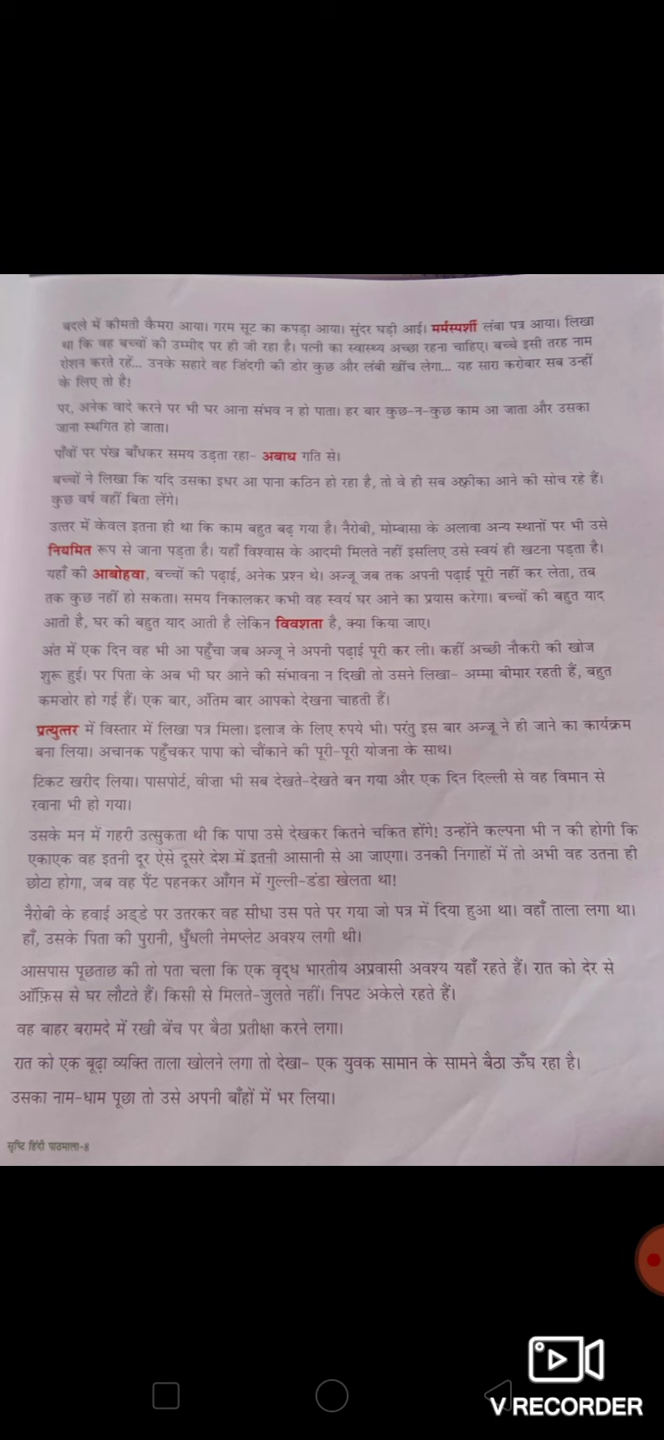 बदले में कीमती कैमरा आया। गरम सूट का कपड़ा आया। सुंदर घड़ी आई। मर्मस्पर्शी लंबा पत्र आया। लिखा
था कि वह बच्चों की उम्मीद पर ही जी रहा है। पत्नी का स्वास्थ्य अच्छा रहना चाहिए। बच्चे इसी तरह नाम
रोशन करते रहें... उनके सहारे वह ज़िंदगी की डोर कुछ और लंबी खींच लेगा... यह सारा करोबार सब उन्हीं
के लिए तो है!
पर, अनेक वादे करने पर भी घर आना संभव न हो पाता। हर बार कुछ-न-कुछ काम आ जाता और उसका
जाना स्थगित हो जाता।
पाँवों पर पंख बाँधकर समय उड़ता रहा- अबाध गति से।
बच्चों ने लिखा कि यदि उसका इधर आ पाना कठिन हो रहा है, तो वे ही सब अफ़्रीका आने की सोच रहे हैं।
कुछ वर्ष वहीं बिता लेंगे।
उत्तर में केवल इतना ही था कि काम बहुत बढ़ गया है। नैरोबी, मोम्बासा के अलावा अन्य स्थानों पर भी उसे
नियमित रूप से जाना पड़ता है। यहाँ विश्वास के आदमी मिलते नहीं इसलिए उसे स्वयं ही खटना पड़ता है।
यहाँ की आबोहवा, बच्चों की पढ़ाई, अनेक प्रश्न थे। अज्जू जब तक अपनी पढ़ाई पूरी नहीं कर लेता, तब
तक कुछ नहीं हो सकता। समय निकालकर कभी वह स्वयं घर आने का प्रयास करेगा। बच्चों की बहुत याद
आती है, घर की बहुत याद आती है लेकिन विवशता है, क्या किया जाए।
अंत में एक दिन वह भी आ पहुँचा जब अज्जू ने अपनी पढ़ाई पूरी कर ली। कहीं अच्छी नौकरी की खोज
शुरू हुई। पर पिता के अब भी घर आने की संभावना न दिखी तो उसने लिखा- अम्मा बीमार रहती हैं, बहुत
कमज़ोर हो गई हैं। एक बार, अंतिम बार आपको देखना चाहती हैं।
प्रत्युत्तर में विस्तार में लिखा पत्र मिला। इलाज के लिए रुपये भी। परंतु इस बार अज्जू ने ही जाने का कार्यक्रम
बना लिया। अचानक पहुँचकर पापा को चौंकाने की पूरी-पूरी योजना के साथ।
टिकट खरीद लिया। पासपोर्ट, वीज़ा भी सब देखते-देखते बन गया और एक दिन दिल्ली से वह विमान से
रवाना भी हो गया।
उसके मन में गहरी उत्सुकता थी कि पापा उसे देखकर कितने चकित होंगे! उन्होंने कल्पना भी न की होगी कि
एकाएक वह इतनी दूर ऐसे दूसरे देश में इतनी आसानी से आ जाएगा। उनकी निगाहों में तो अभी वह उतना ही
छोटा होगा, जब वह पैंट पहनकर आँगन में गुल्ली-डंडा खेलता था!
नैरोबी के हवाई अड्डे पर उतरकर वह सीधा उस पते पर गया जो पत्र में दिया हुआ था। वहाँ ताला लगा था।
हाँ, उसके पिता की पुरानी, धुँधली नेमप्लेट अवश्य लगी थी।
आसपास पूछताछ की तो पता चला कि एक वृद्ध भारतीय अप्रवासी अवश्य यहाँ रहते हैं। रात को देर से
ऑफ़िस से घर लौटते हैं। किसी से मिलते-जुलते नहीं। निपट अकेले रहते हैं।
वह बाहर बरामदे में रखी बेंच पर बैठा प्रतीक्षा करने लगा।
रात को एक बूढ़ा व्यक्ति ताला खोलने लगा तो देखा- एक युवक सामान के सामने बैठा ऊँघ रहा है।
उसका नाम-धाम पूछा तो उसे अपनी बाँहों में भर लिया।
सृष्टि हिंदी पाठमाला-8
V RECORDER